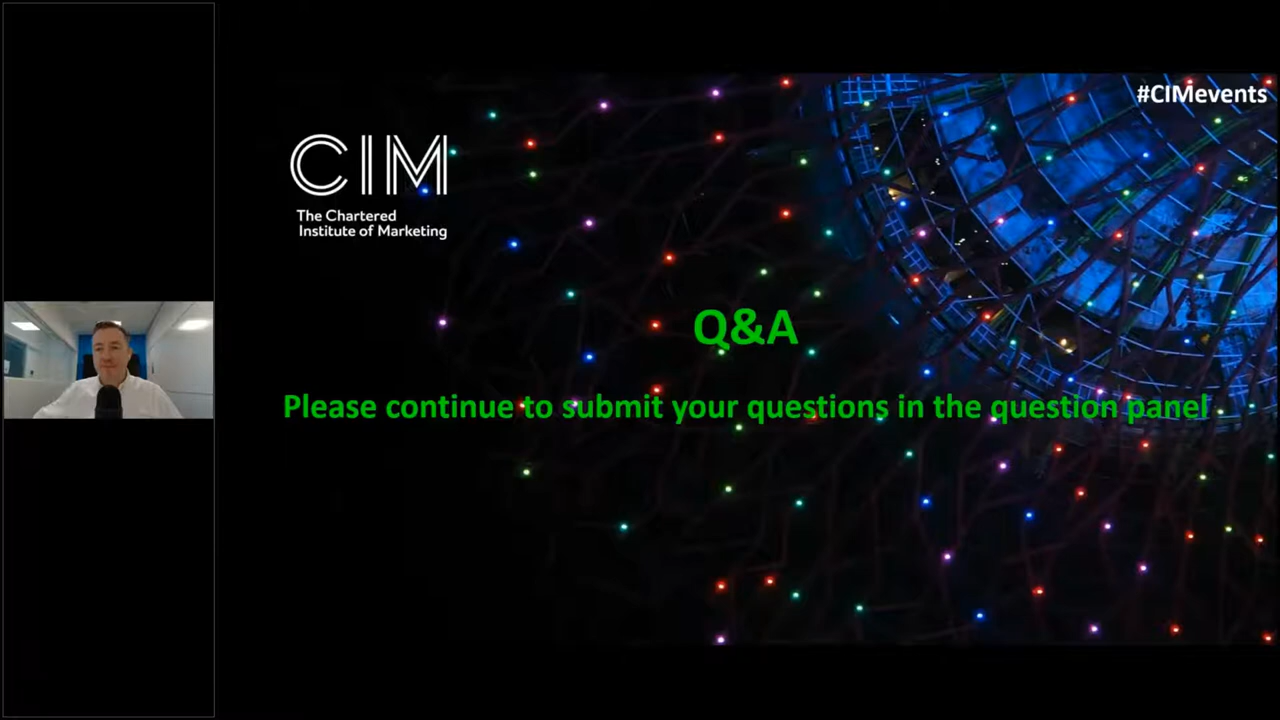 #CIMevents
CIM
The Chartered
Institute of Marketing
Q&A
Please continue to submit your questions in the question panel